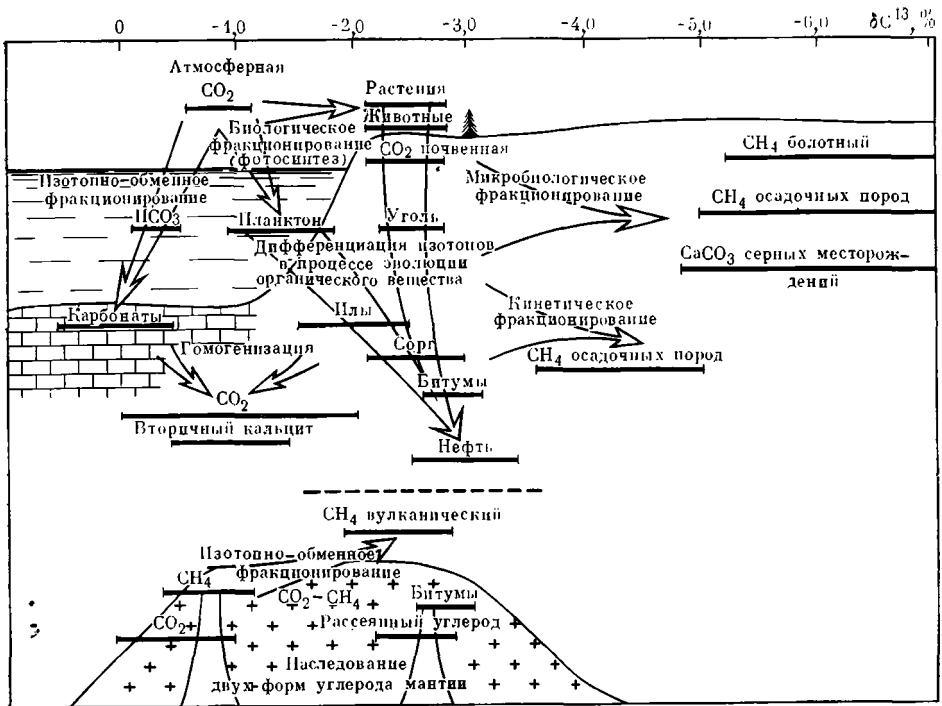 0 -1,0 -2,0 -3,0 -4,0 -5,0 -6,0 δC¹³, %
Атмосферная
CO₂
Растения
Животные
Биологическое
фракционирование
(фотосинтез)
CO₂ почвенная
CH₄ болотный
Изотопно-обменное
фракционирование
Микробиологическое
фракционирование
CH₄ осадочных пород
HCO₃
Планктон
Уголь
Дифференциация изотопов
в процессе эволюции
органического вещества
CaCO₃ серных месторож-
дений
Карбонаты
Илы
Кинетическое
фракционирование
Гомогенизация
Сорг
CH₄ осадочных пород
CO₂
Битумы
Вторичный кальцит
Нефть
CH₄ вулканический
Изотопно-обменное
фракционирование
CO₂–CH₄
CH₄
Битумы
CO₂
Рассеянный углерод
Наследование
двух форм углерода мантии